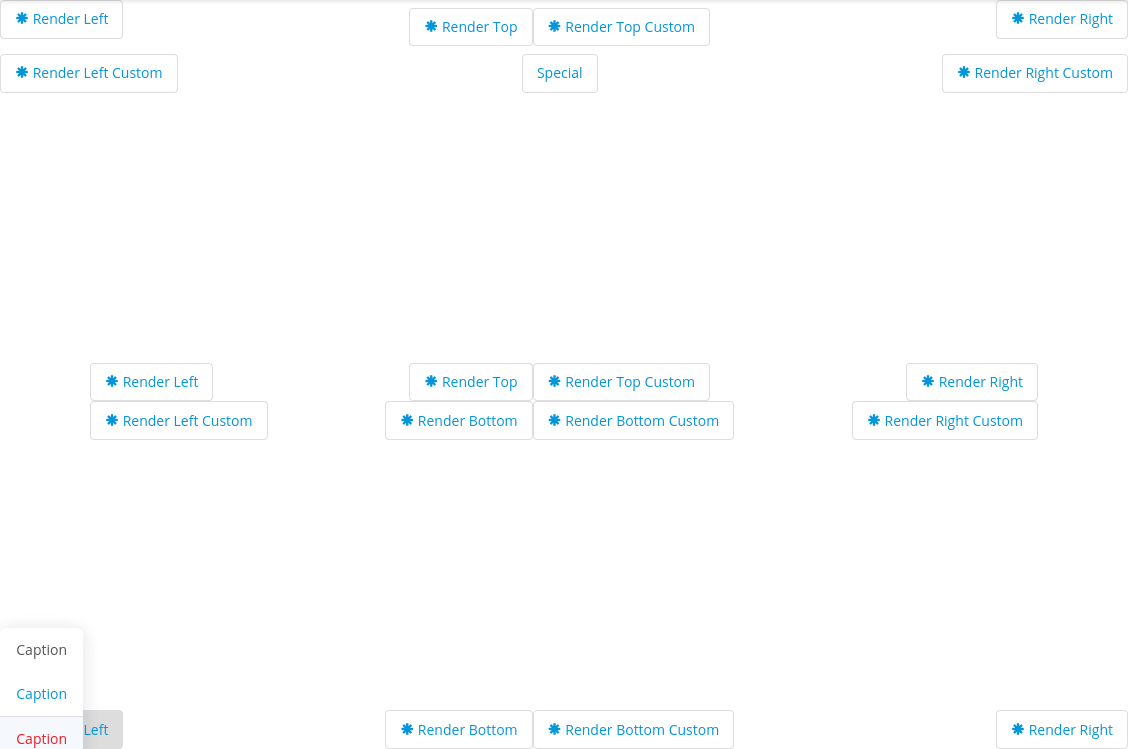 Render Left
Render Top
Render Top Custom
Render Right
Render Left Custom
Special
Render Right Custom
Render Left
Render Top
Render Top Custom
Render Right
Render Left Custom
Render Bottom
Render Bottom Custom
Render Right Custom
Caption
Caption
Caption
Left
Render Bottom
Render Bottom Custom
Render Right